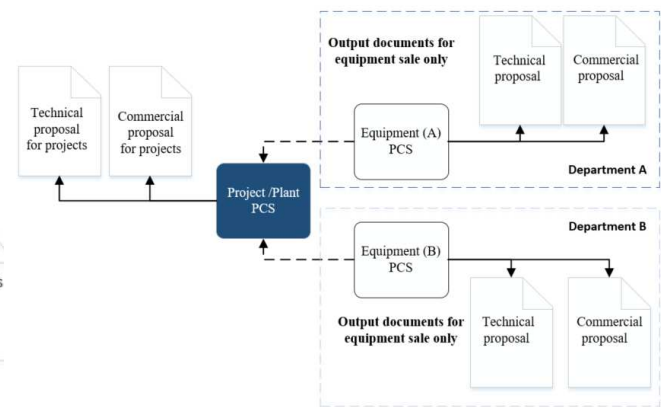 Output documents for
equipment sale only
Technical
proposal
Commercial
proposal
Technical
proposal
for projects
Commercial
proposal
for projects
Equipment (A)
PCS
Department A
Project /Plant
PCS
Department B
Equipment (B)
PCS
s
Output documents for
equipment sale only
Technical
proposal
Commercial
proposal